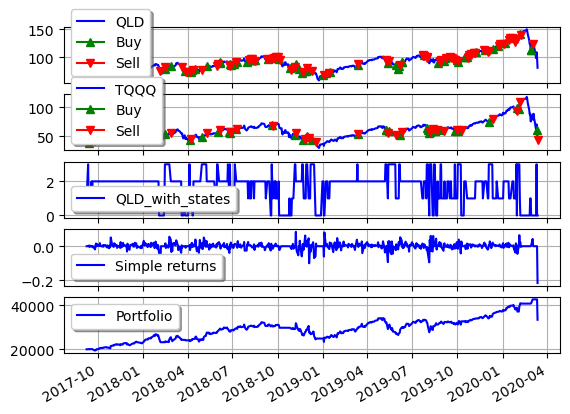 150
100
QLD
Buy
Sell
100
50
TQQQ
Buy
Sell
2
0
QLD_with_states
0.0
−0.2
Simple returns
40000
20000
Portfolio
2017-10
2018-01
2018-04
2018-07
2018-10
2019-01
2019-04
2019-07
2019-10
2020-01
2020-04